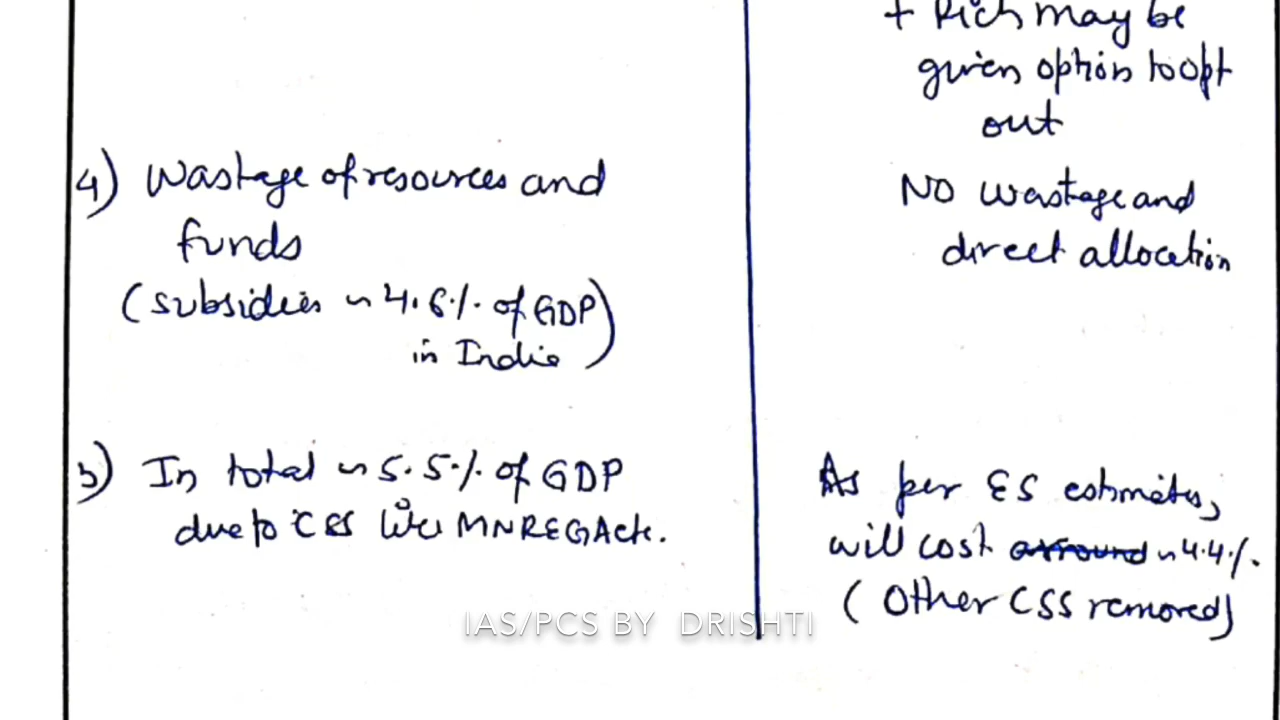 + Rich may be
given option to opt
out
4) Wastage of resources and
funds
(subsidies ~ 4.6% of GDP)
in India
No wastage and
direct allocation
5) In total ~ 5.5% of GDP
due to CSS like MNREGA etc.
As per ES estimates,
will cost around ~ 4.4%.
(Other CSS removed)
IAS/PCS BY DRISHTI